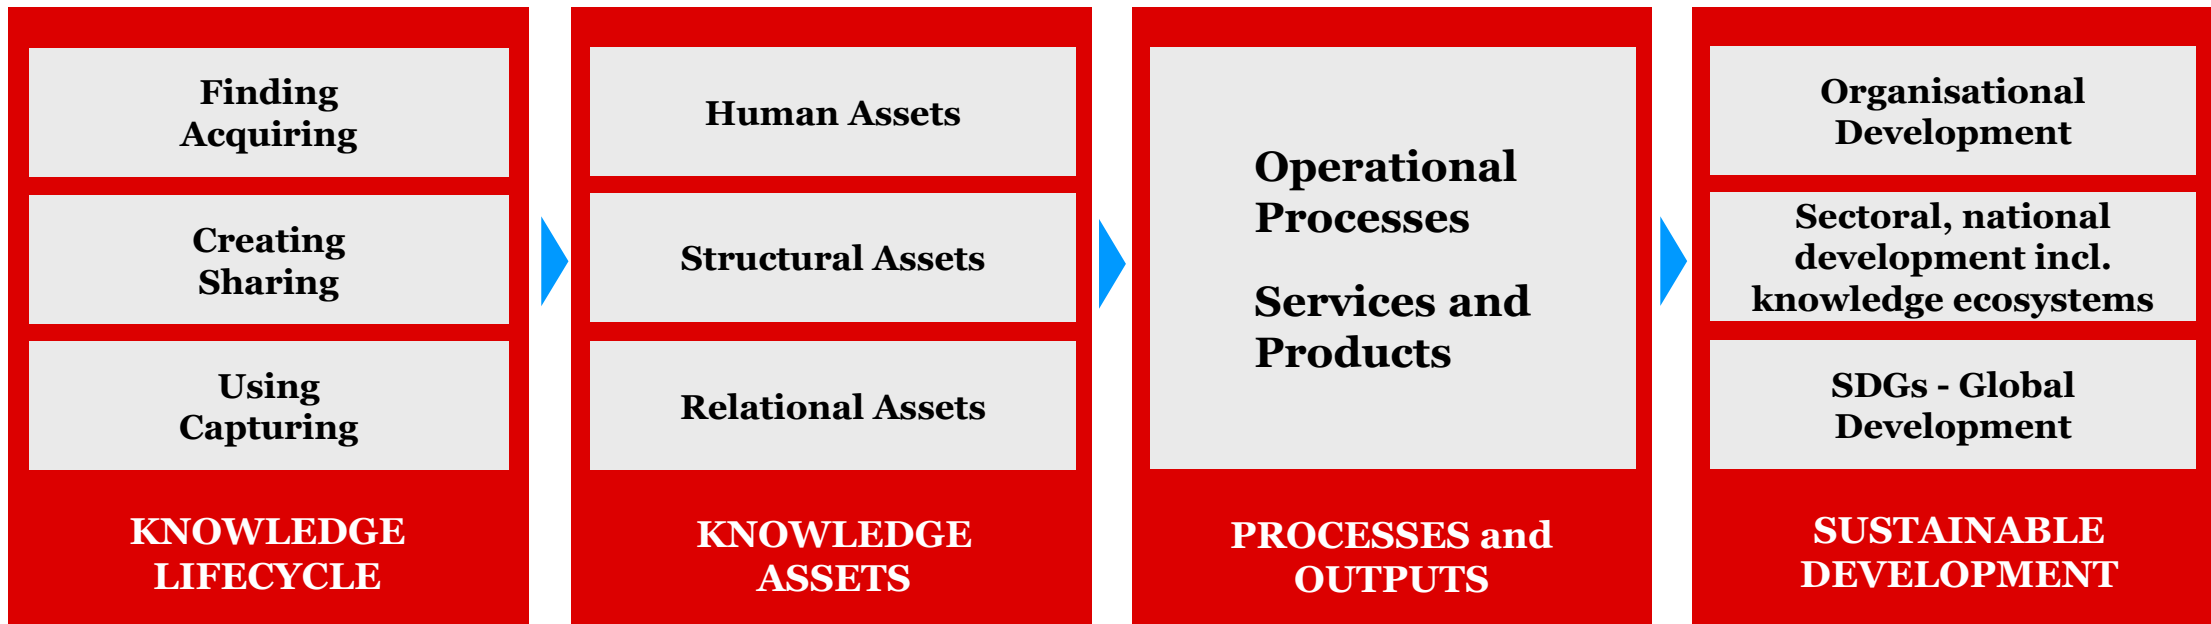 Finding
Acquiring
Creating
Sharing
Using
Capturing
KNOWLEDGE
LIFECYCLE
Human Assets
Structural Assets
Relational Assets
KNOWLEDGE
ASSETS
Operational
Processes
Services and
Products
PROCESSES and
OUTPUTS
Organisational
Development
Sectoral, national
development incl.
knowledge ecosystems
SDGs - Global
Development
SUSTAINABLE
DEVELOPMENT